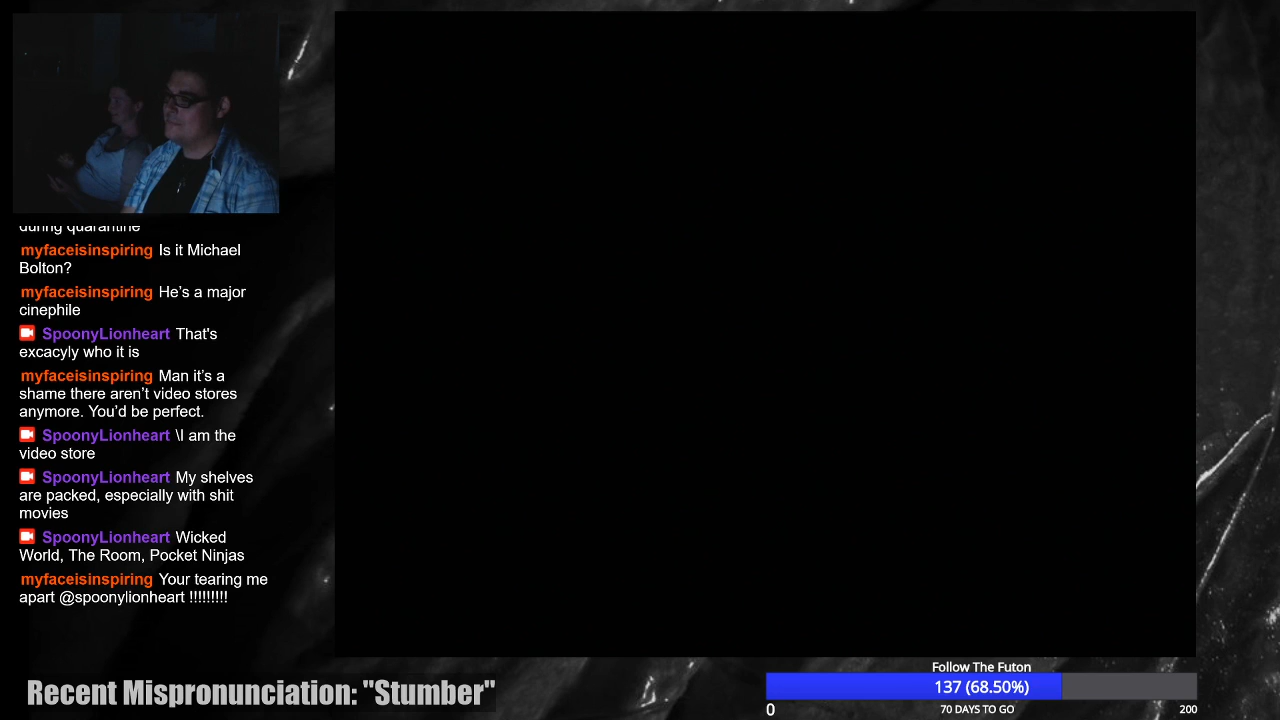 during quarantine
myfaceisinspiring Is it Michael
Bolton?
myfaceisinspiring He's a major
cinephile
SpoonyLionheart That's
excacyly who it is
myfaceisinspiring Man it's a
shame there aren't video stores
anymore. You'd be perfect.
SpoonyLionheart \I am the
video store
SpoonyLionheart My shelves
are packed, especially with shit
movies
SpoonyLionheart Wicked
World, The Room, Pocket Ninjas
myfaceisinspiring Your tearing me
apart @spoonylionheart !!!!!!!!!
Recent Mispronunciation: "Stumber"
Follow The Futon
137 (68.50%)
0 70 DAYS TO GO 200